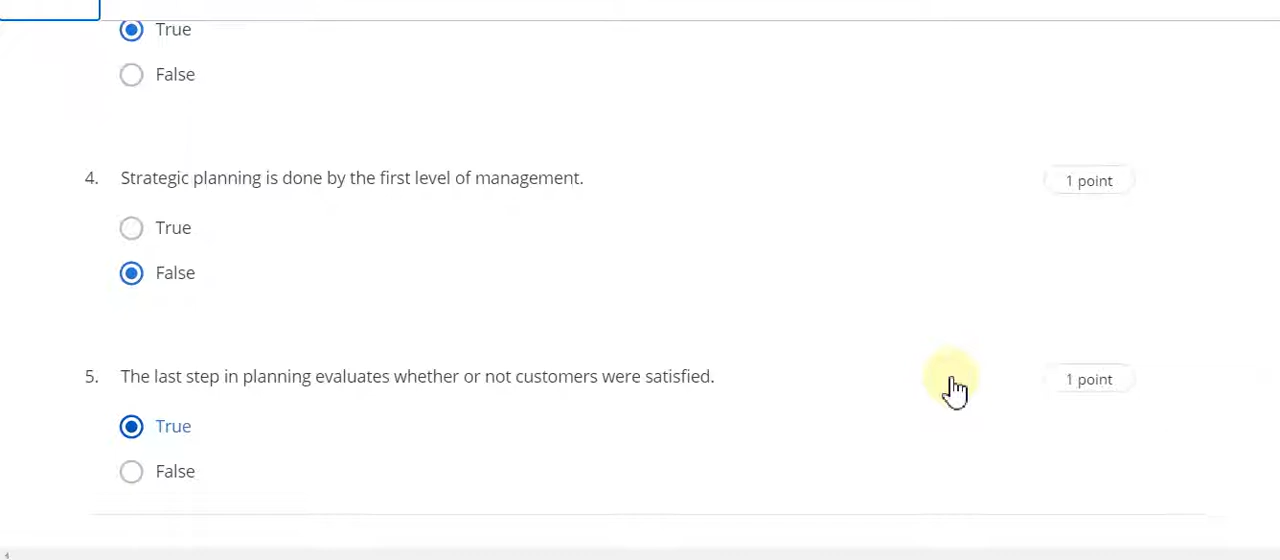 True
False
4. Strategic planning is done by the first level of management.
1 point
True
False
5. The last step in planning evaluates whether or not customers were satisfied.
1 point
True
False